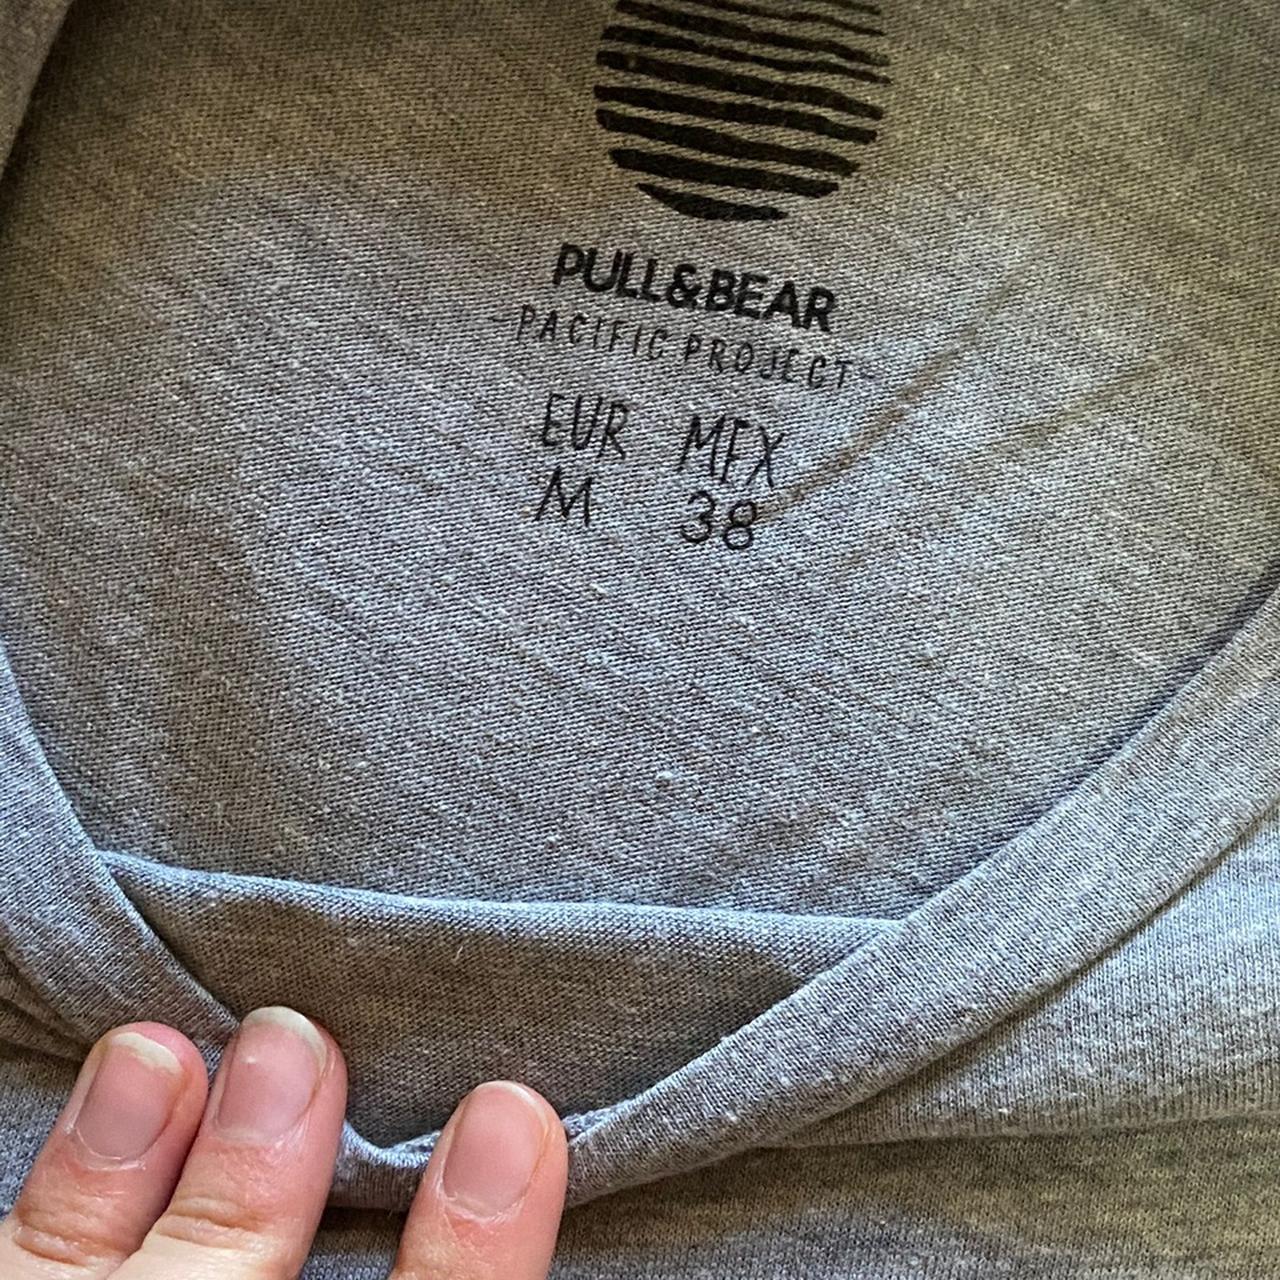 PULL&BEAR
-PACIFIC PROJECT-
EUR MEX
M 38